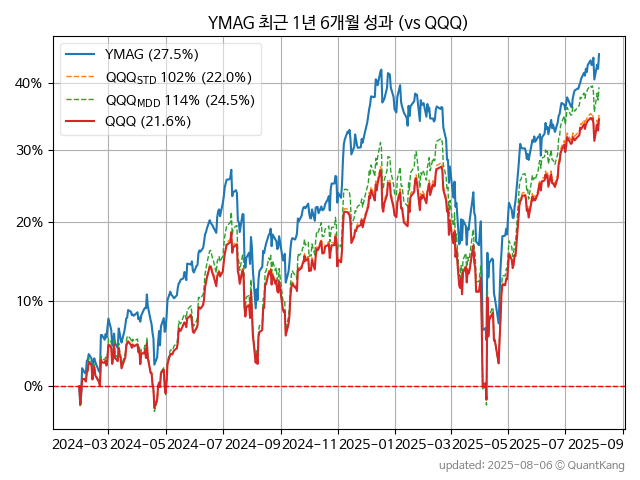 YMAG 최근 1년 6개월 성과 (vs QQQ)
YMAG (27.5%)
QQQSTD 102% (22.0%)
QQQMDD 114% (24.5%)
QQQ (21.6%)
40%
30%
20%
10%
0%
2024-03 2024-05 2024-07 2024-09 2024-11 2025-01 2025-03 2025-05 2025-07 2025-09
updated: 2025-08-06 © QuantKang